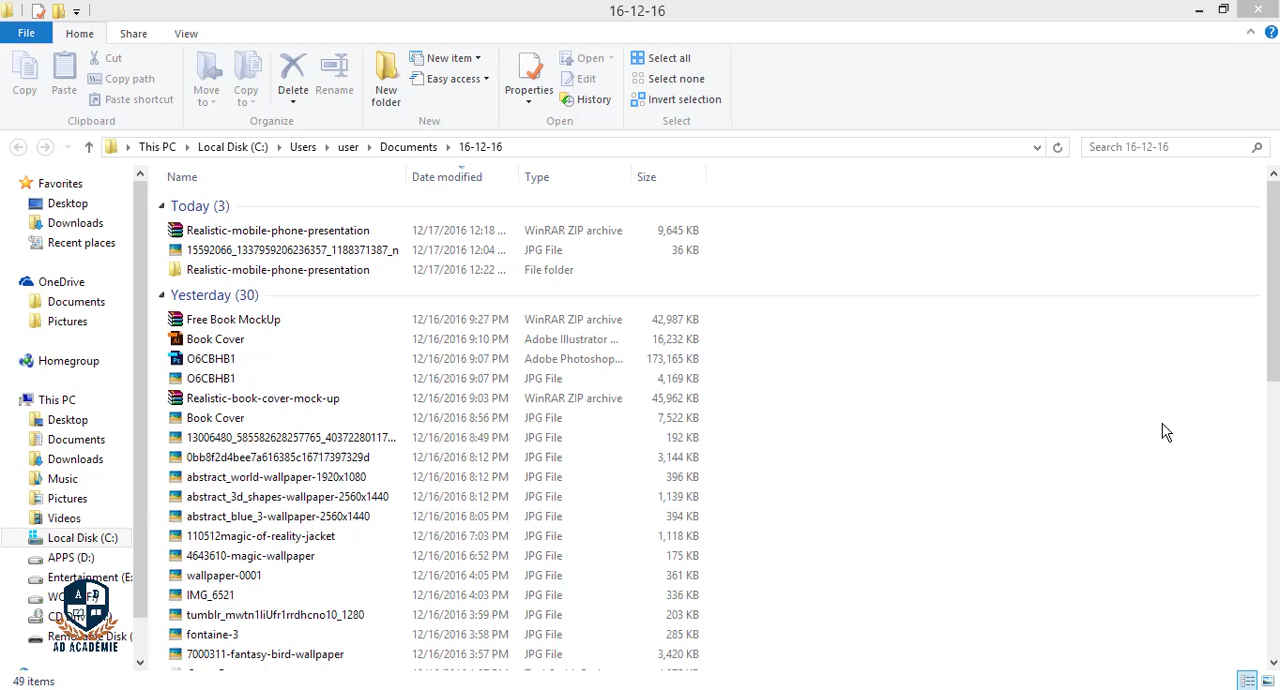 16-12-16
File Home Share View
Copy
Paste
Cut
Copy path
Paste shortcut
Clipboard
Move to
Copy to
Delete
Rename
Organize
New folder
New item
Easy access
New
Properties
Open
Edit
History
Open
Select all
Select none
Invert selection
Select
This PC Local Disk (C:) Users user Documents 16-12-16
Search 16-12-16
Favorites
Desktop
Downloads
Recent places
OneDrive
Documents
Pictures
Homegroup
This PC
Desktop
Documents
Downloads
Music
Pictures
Videos
Local Disk (C:)
APPS (D:)
Entertainment (E:
AD ACADÉMIE
Name Date modified Type Size
Today (3)
Realistic-mobile-phone-presentation 12/17/2016 12:18 ... WinRAR ZIP archive 9,645 KB
15592066_1337959206236357_1188371387_n 12/17/2016 12:04 ... JPG File 36 KB
Realistic-mobile-phone-presentation 12/17/2016 12:22 ... File folder
Yesterday (30)
Free Book MockUp 12/16/2016 9:27 PM WinRAR ZIP archive 42,987 KB
Book Cover 12/16/2016 9:10 PM Adobe Illustrator ... 16,232 KB
O6CBHB1 12/16/2016 9:07 PM Adobe Photoshop... 173,165 KB
O6CBHB1 12/16/2016 9:07 PM JPG File 4,169 KB
Realistic-book-cover-mock-up 12/16/2016 9:03 PM WinRAR ZIP archive 45,962 KB
Book Cover 12/16/2016 8:56 PM JPG File 7,522 KB
13006480_585582628257765_40372280117... 12/16/2016 8:49 PM JPG File 192 KB
0bb8f2d4bee7a616385c16717397329d 12/16/2016 8:12 PM JPG File 3,144 KB
abstract_world-wallpaper-1920x1080 12/16/2016 8:12 PM JPG File 396 KB
abstract_3d_shapes-wallpaper-2560x1440 12/16/2016 8:12 PM JPG File 1,139 KB
abstract_blue_3-wallpaper-2560x1440 12/16/2016 8:05 PM JPG File 394 KB
110512magic-of-reality-jacket 12/16/2016 7:03 PM JPG File 1,118 KB
4643610-magic-wallpaper 12/16/2016 6:52 PM JPG File 175 KB
wallpaper-0001 12/16/2016 4:05 PM JPG File 361 KB
IMG_6521 12/16/2016 4:03 PM JPG File 336 KB
tumblr_mwtn1liUfr1rrdhcno10_1280 12/16/2016 3:59 PM JPG File 203 KB
fontaine-3 12/16/2016 3:58 PM JPG File 285 KB
7000311-fantasy-bird-wallpaper 12/16/2016 3:57 PM JPG File 3,420 KB
49 items